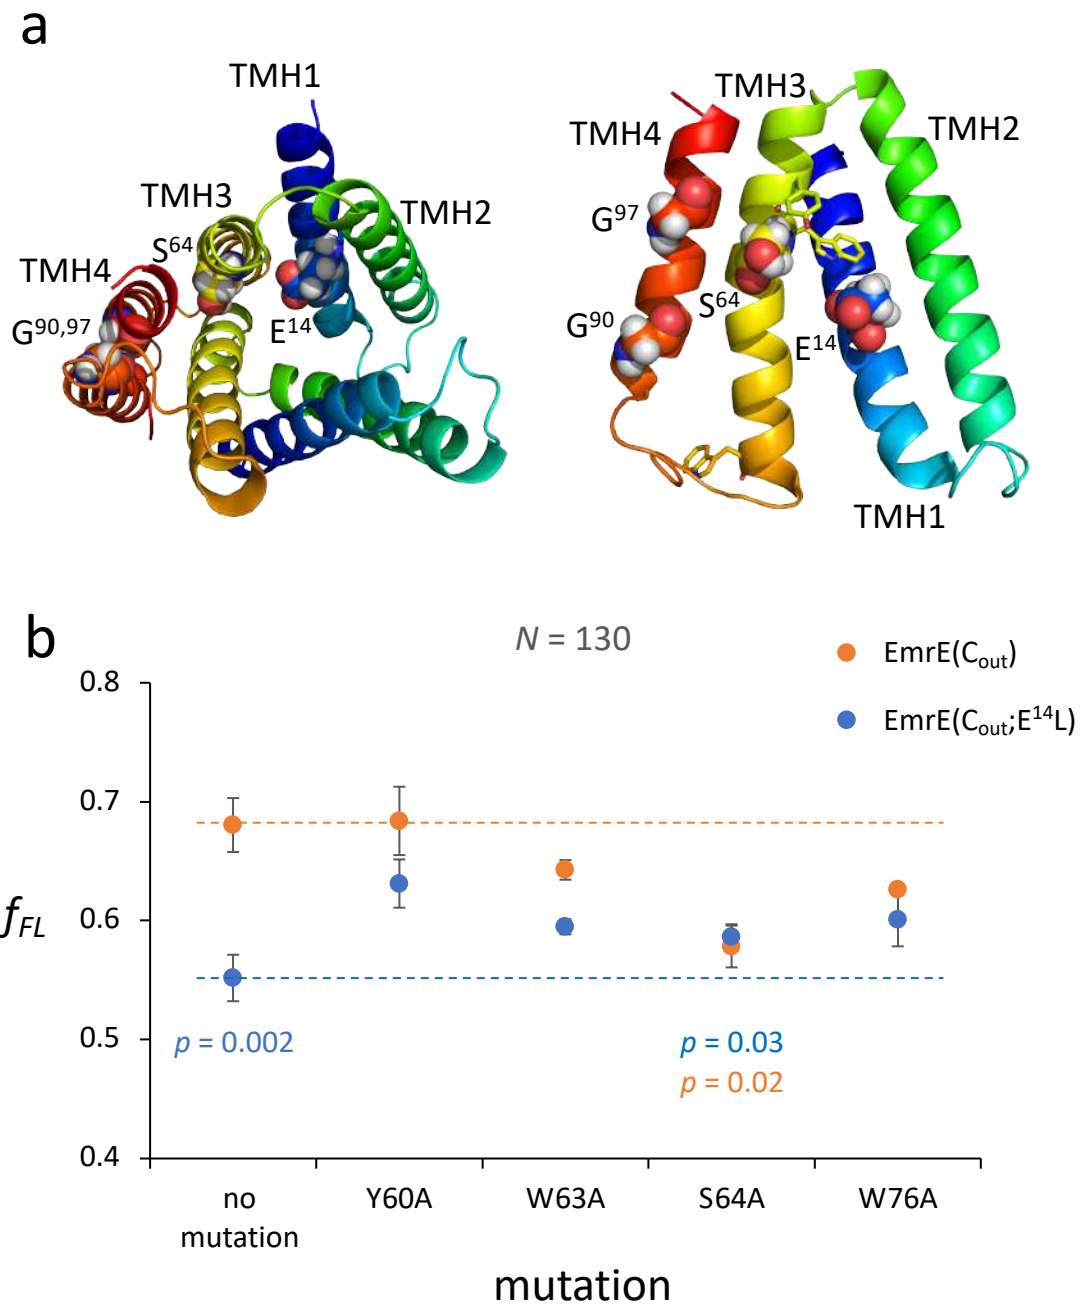 a
TMH1
TMH3
TMH2
S64
TMH4
G90,97
E14
TMH3
TMH4
TMH2
G97
S64
G90
E14
TMH1
b
N = 130
EmrE(Cout)
EmrE(Cout;E14L)
0.8
0.7
0.6
0.5
0.4
fFL
p = 0.002
p = 0.03
p = 0.02
no mutation
Y60A
W63A
S64A
W76A
mutation